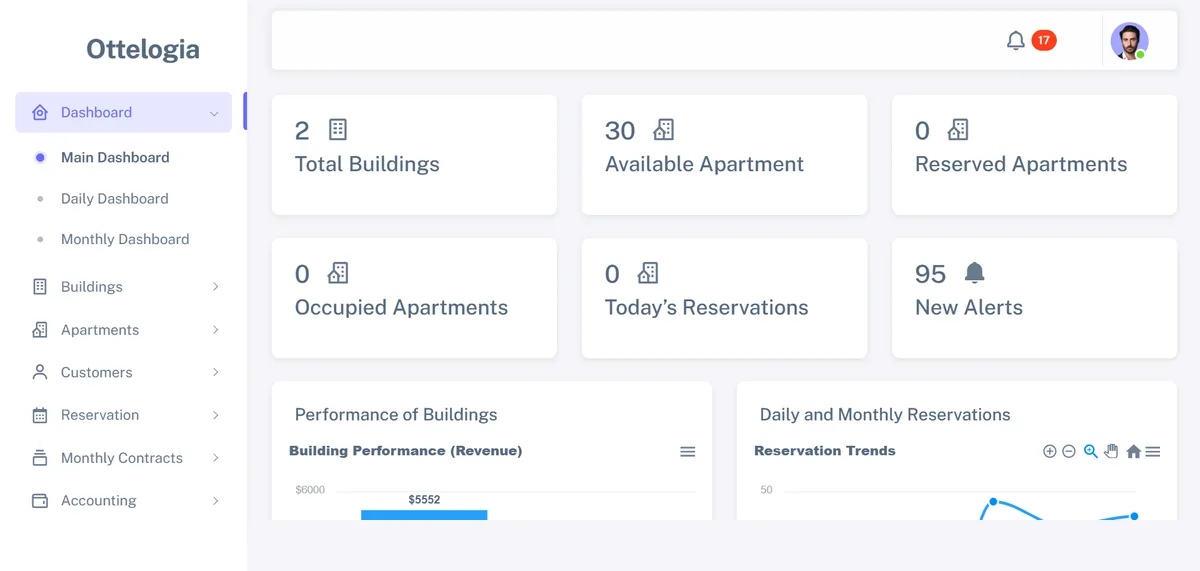 Ottelogia
Dashboard
Main Dashboard
Daily Dashboard
Monthly Dashboard
Buildings
Apartments
Customers
Reservation
Monthly Contracts
Accounting
17
2
Total Buildings
30
Available Apartment
0
Reserved Apartments
0
Occupied Apartments
0
Today’s Reservations
95
New Alerts
Performance of Buildings
Building Performance (Revenue)
$6000
$5552
Daily and Monthly Reservations
Reservation Trends
50